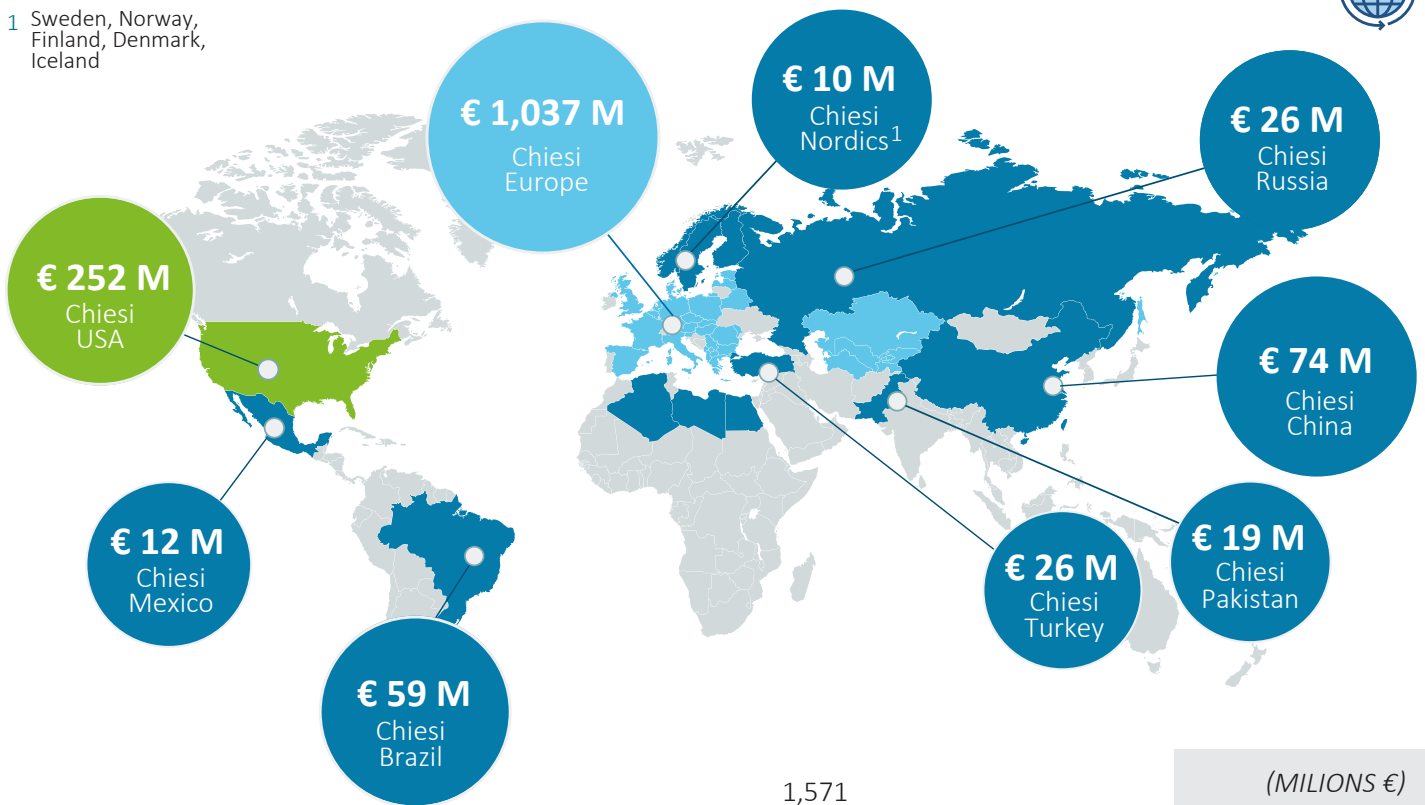 1 Sweden, Norway,
Finland, Denmark,
Iceland
€ 1,037 M
Chiesi
Europe
€ 10 M
Chiesi
Nordics1
€ 26 M
Chiesi
Russia
€ 252 M
Chiesi
USA
€ 74 M
Chiesi
China
€ 12 M
Chiesi
Mexico
€ 26 M
Chiesi
Turkey
€ 19 M
Chiesi
Pakistan
€ 59 M
Chiesi
Brazil
1,571
(MILIONS €)